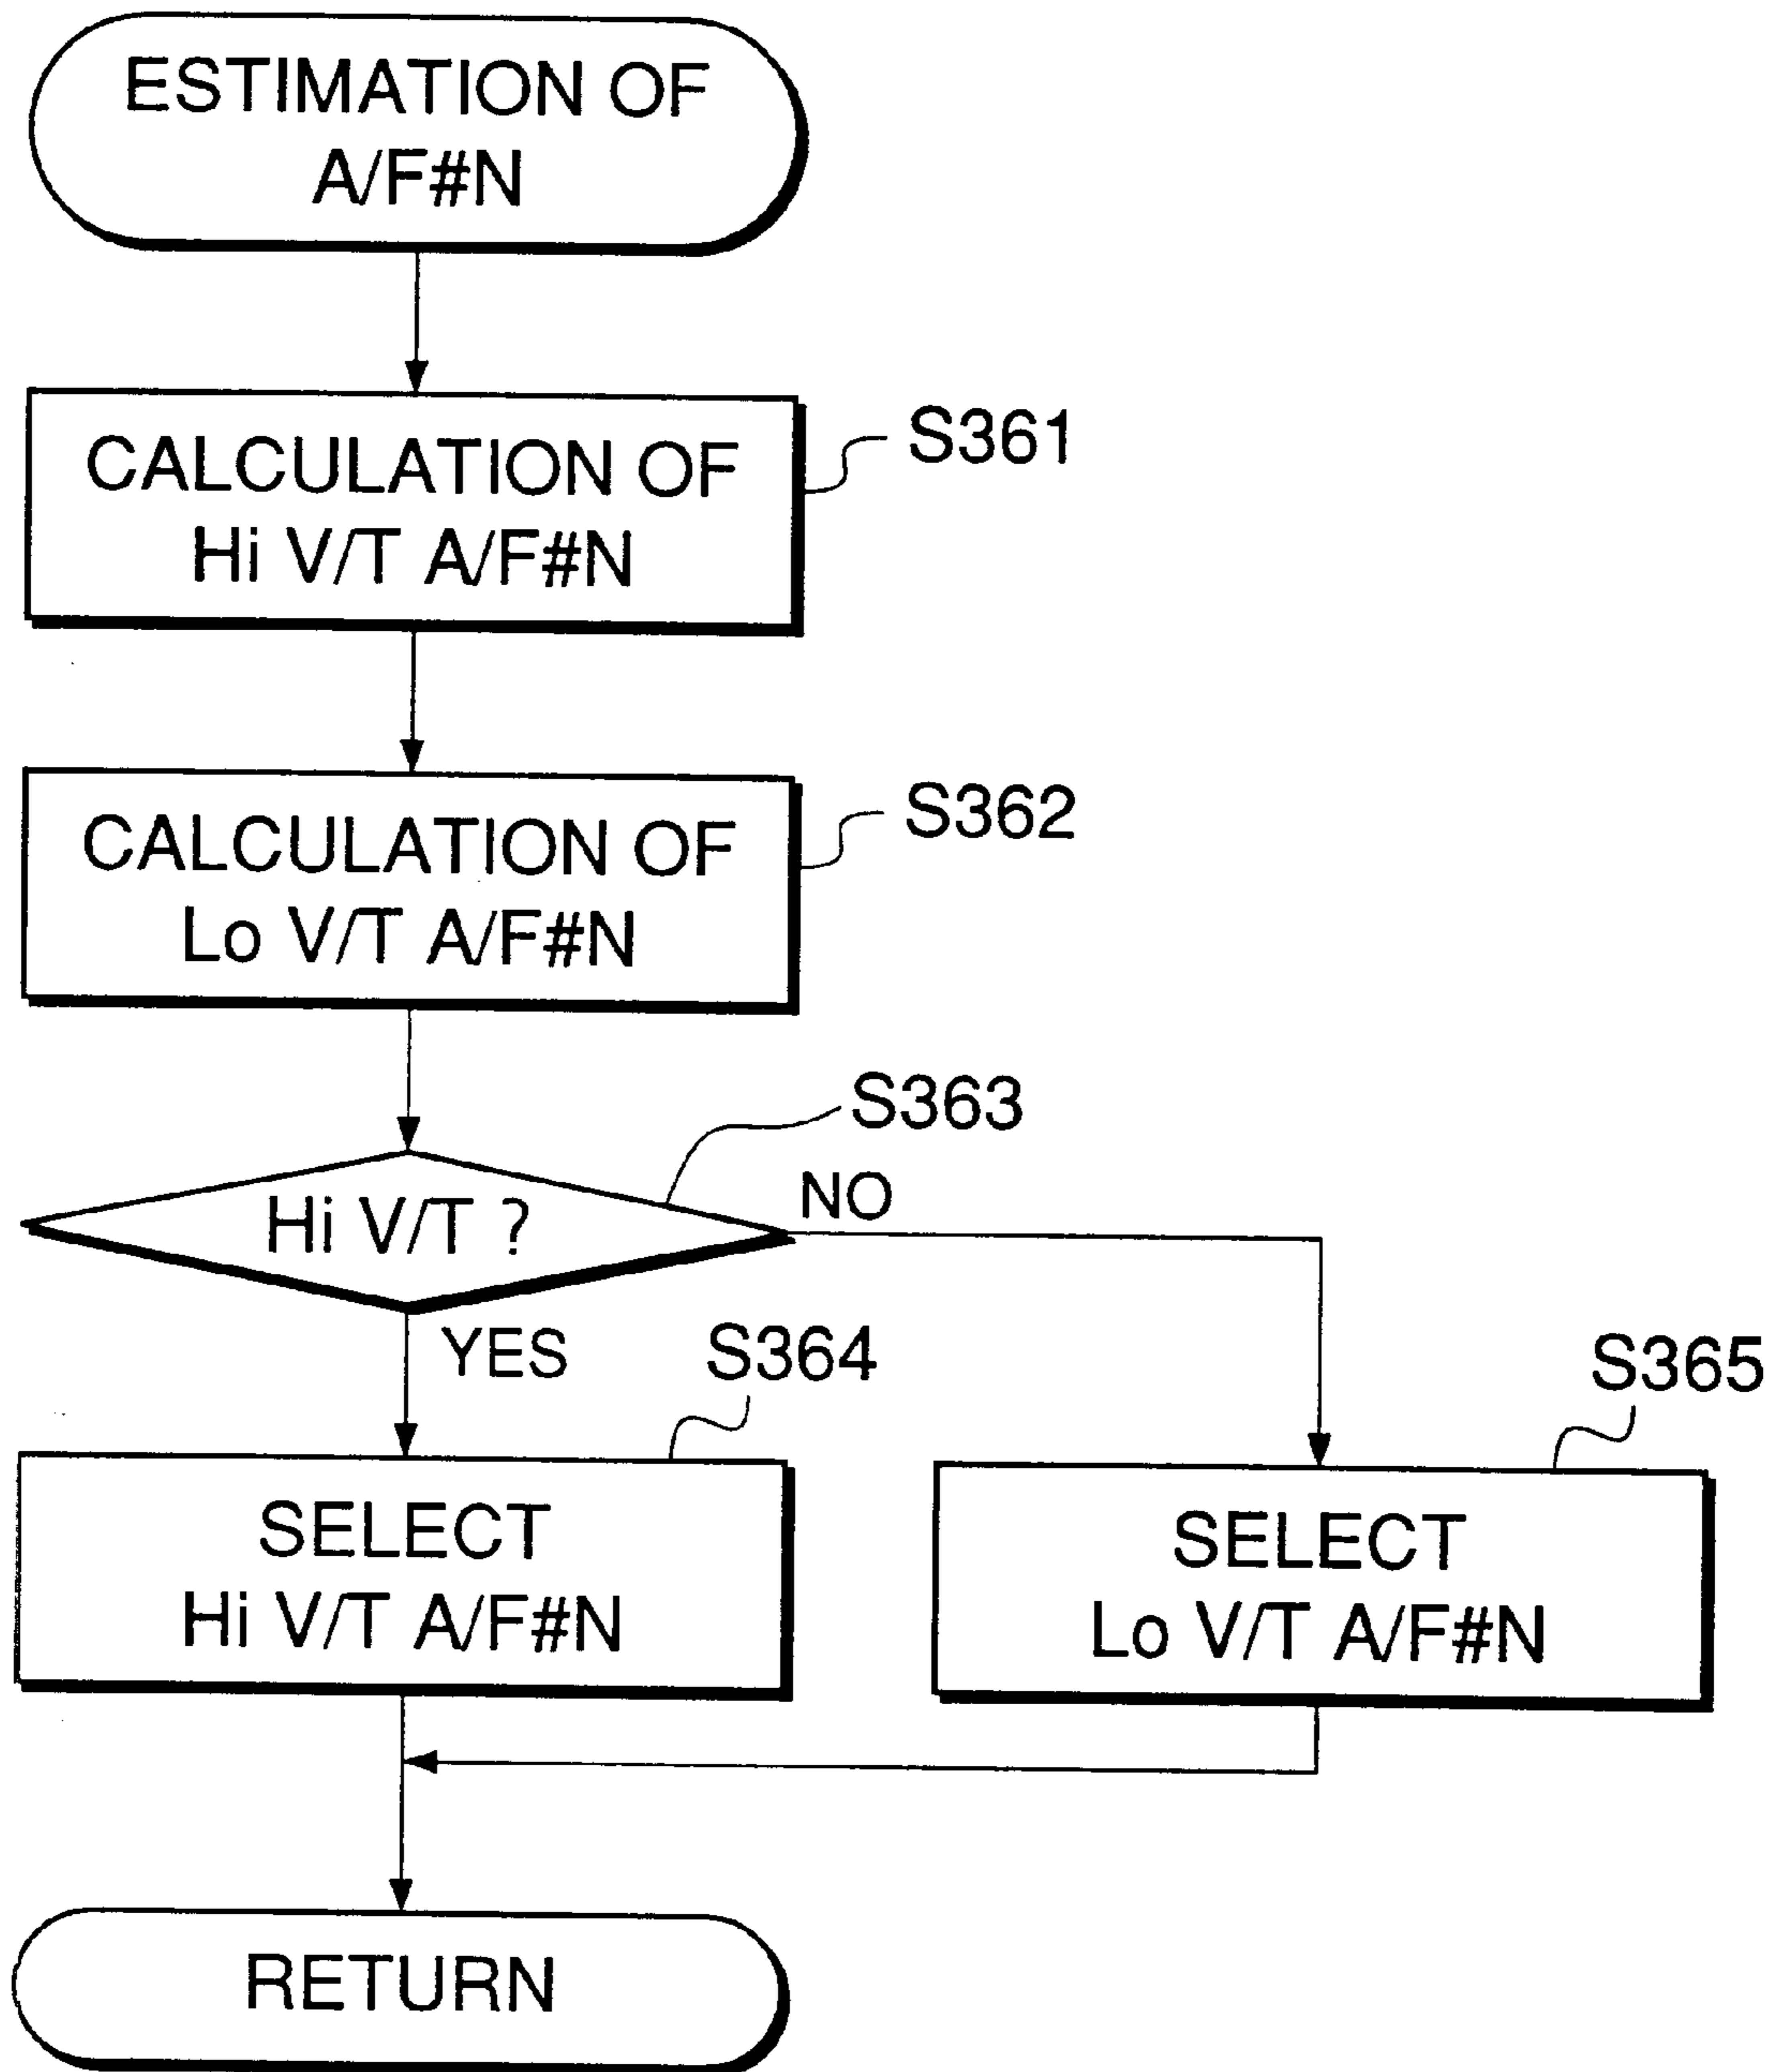 ESTIMATION OF
A/F#N
CALCULATION OF
Hi V/T A/F#N
S361
CALCULATION OF
Lo V/T A/F#N
S362
S363
Hi V/T ?
NO
YES
S364
S365
SELECT
Hi V/T A/F#N
SELECT
Lo V/T A/F#N
RETURN